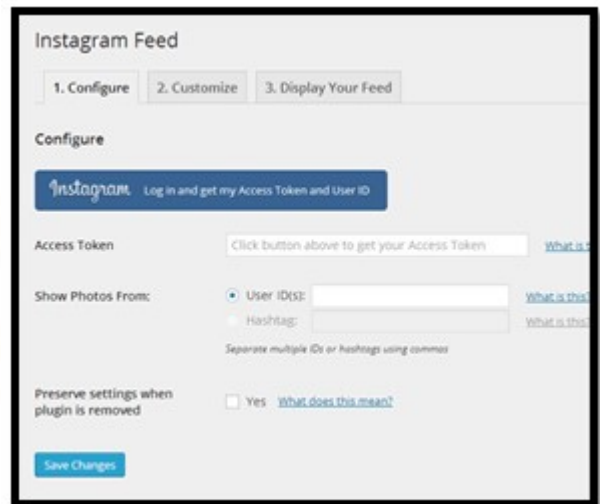 Instagram Feed
1. Configure 2. Customize 3. Display Your Feed
Configure
Instagram Log in and get my Access Token and User ID
Access Token Click button above to get your Access Token What is
Show Photos From: User ID(s): What is this?
Hashtag: What is this?
Separate multiple IDs or hashtags using commas
Preserve settings when
plugin is removed Yes What does this mean?
Save Changes